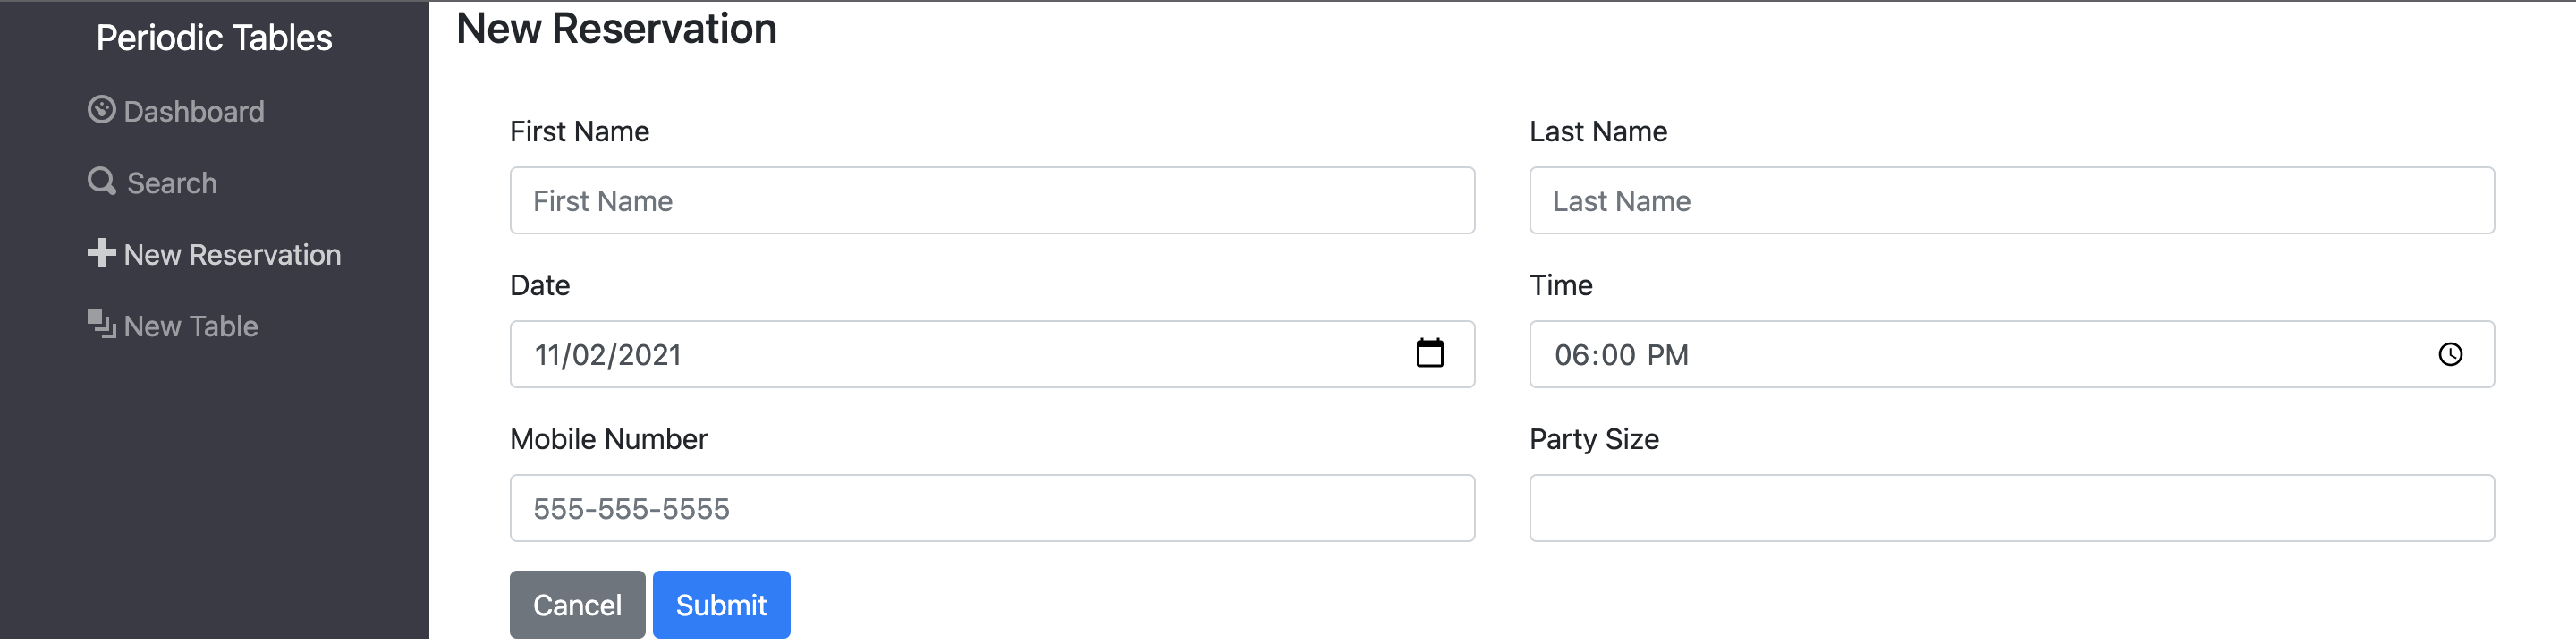 Periodic Tables
Dashboard
Search
New Reservation
New Table
New Reservation
First Name
First Name
Last Name
Last Name
Date
11/02/2021
Time
06:00 PM
Mobile Number
555-555-5555
Party Size
Cancel
Submit